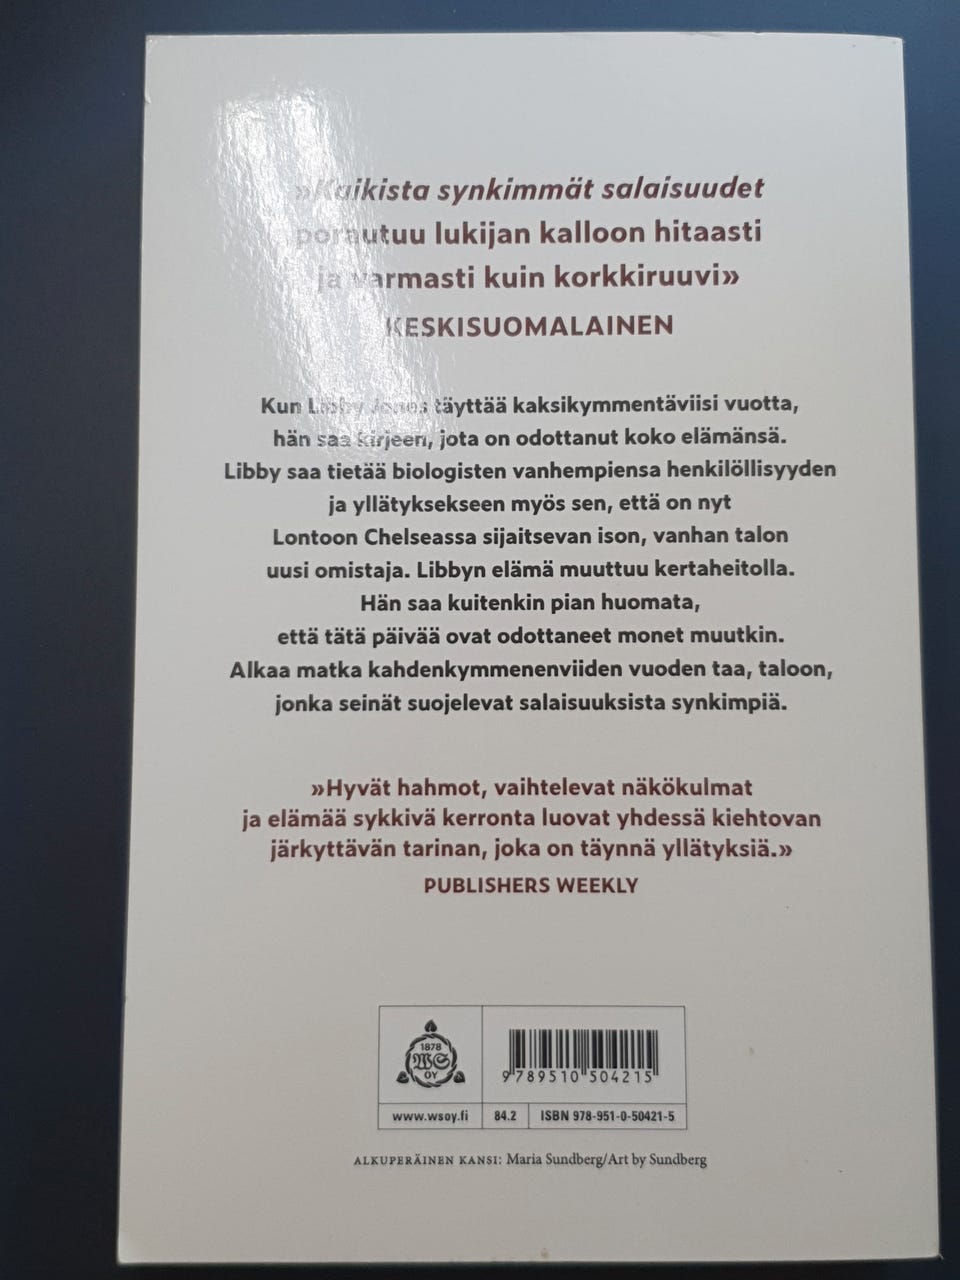 »Kaikista synkimmät salaisuudet
porautuu lukijan kalloon hitaasti
ja varmasti kuin korkkiruuvi»
KESKISUOMALAINEN
Kun Libby Jones täyttää kaksikymmentäviisi vuotta,
hän saa kirjeen, jota on odottanut koko elämänsä.
Libby saa tietää biologisten vanhempiensa henkilöllisyyden
ja yllätyksekseen myös sen, että on nyt
Lontoon Chelseassa sijaitsevan ison, vanhan talon
uusi omistaja. Libbyn elämä muuttuu kertaheitolla.
Hän saa kuitenkin pian huomata,
että tätä päivää ovat odottaneet monet muutkin.
Alkaa matka kahdenkymmenenviiden vuoden taa, taloon,
jonka seinät suojelevat salaisuuksista synkimpiä.
»Hyvät hahmot, vaihtelevat näkökulmat
ja elämää sykkivä kerronta luovat yhdessä kiehtovan
järkyttävän tarinan, joka on täynnä yllätyksiä.»
PUBLISHERS WEEKLY
1878
WS
OY
9 789510 504215
www.wsoy.fi
84.2
ISBN 978-951-0-50421-5
ALKUPERÄINEN KANSI: Maria Sundberg/Art by Sundberg